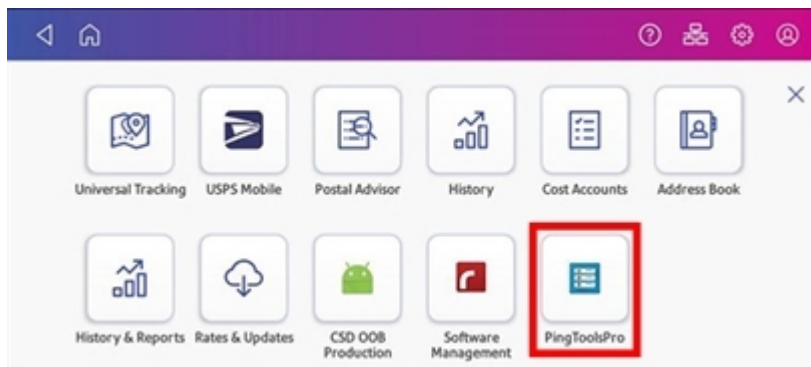 Universal Tracking
USPS Mobile
Postal Advisor
History
Cost Accounts
Address Book
History & Reports
Rates & Updates
CSD OOB
Production
Software
Management
PingToolsPro